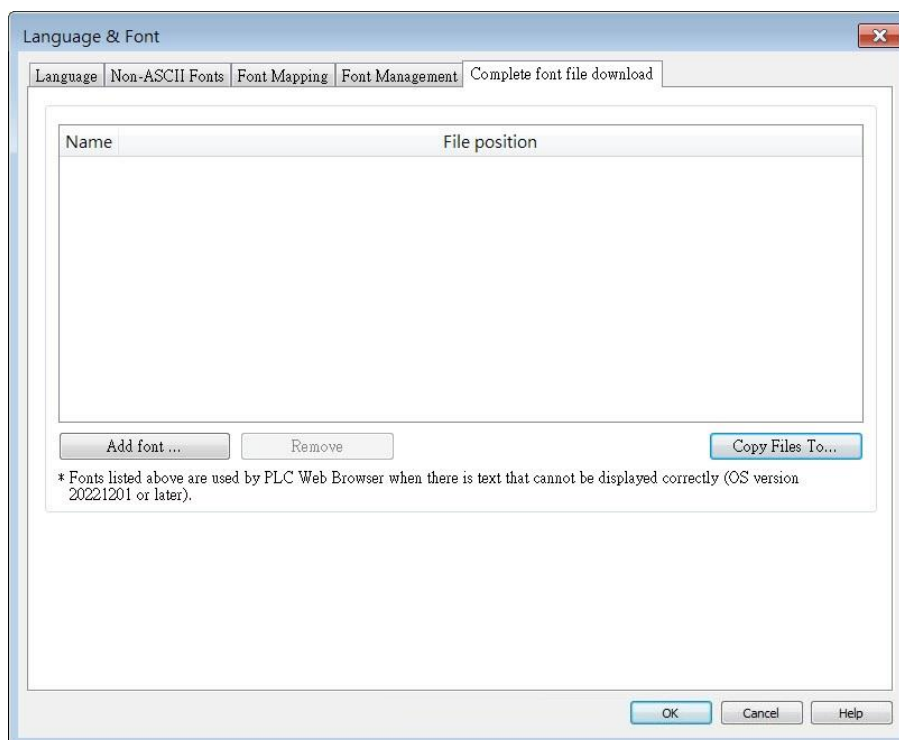 Language & Font
Language Non-ASCII Fonts Font Mapping Font Management Complete font file download
Name File position
Add font ... Remove Copy Files To...
* Fonts listed above are used by PLC Web Browser when there is text that cannot be displayed correctly (OS version
20221201 or later).
OK Cancel Help